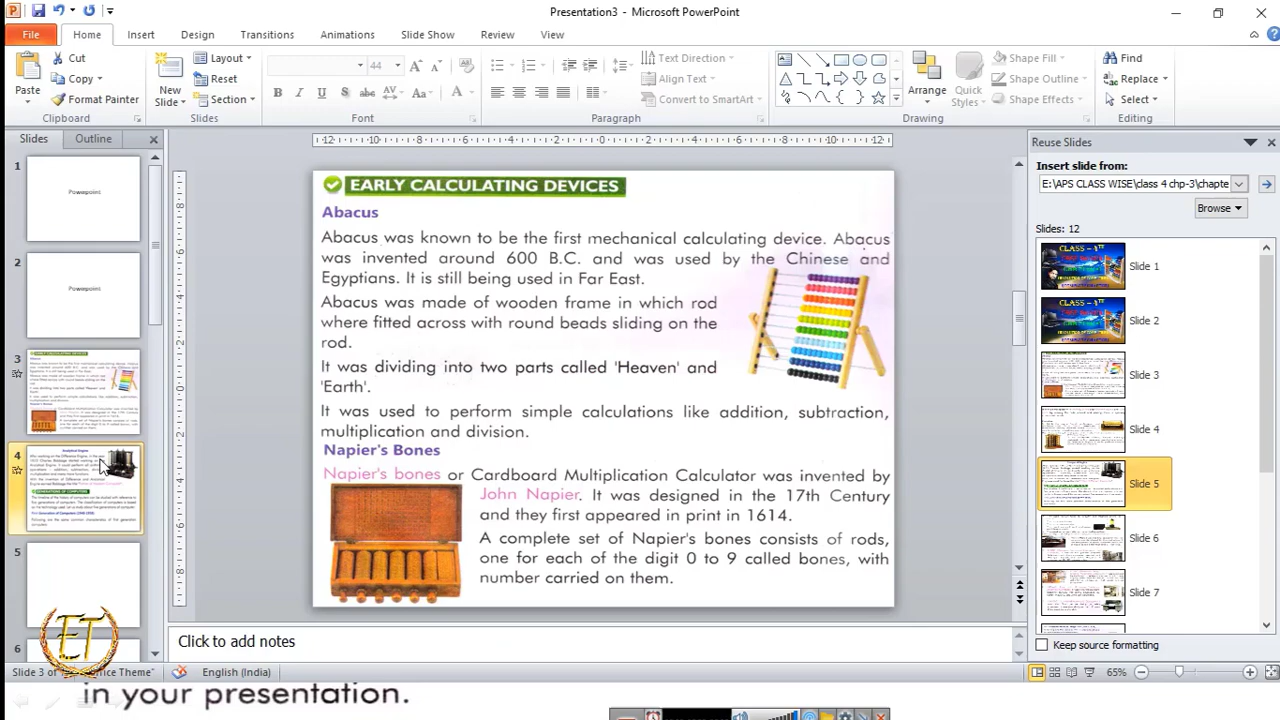 Presentation3 - Microsoft PowerPoint
File Home Insert Design Transitions Animations Slide Show Review View
Paste
Cut
Copy
Format Painter
Clipboard
New
Slide
Layout
Reset
Section
Slides
44
B I U S abc AV Aa A
Font
Text Direction
Align Text
Convert to SmartArt
Paragraph
Arrange
Quick
Styles
Shape Fill
Shape Outline
Shape Effects
Drawing
Find
Replace
Select
Editing
Slides Outline
1
Powerpoint
2
Powerpoint
3
4
5
6
EARLY CALCULATING DEVICES
Abacus
Abacus was known to be the first mechanical calculating device. Abacus
was invented around 600 B.C. and was used by the Chinese and
Egyptians. It is still being used in Far East.
Abacus was made of wooden frame in which rod
where fitted across with round beads sliding on the
rod.
It was dividing into two parts called 'Heaven' and
'Earth'.
It was used to perform simple calculations like addition, subtraction,
multiplication and division.
Napier's Bones
Napier's bones or Cardboard Multiplication Calculator was invented by
John Napier. It was designed in the 17th Century
and they first appeared in print in 1614.
A complete set of Napier's bones consists of rods,
one for each of the digit 0 to 9 called bones, with
number carried on them.
Click to add notes
Reuse Slides
Insert slide from:
E:\APS CLASS WISE\class 4 chp-3\chapte
Browse
Slides: 12
Slide 1
Slide 2
Slide 3
Slide 4
Slide 5
Slide 6
Slide 7
Keep source formatting
English (India)
65%
ET
in your presentation.